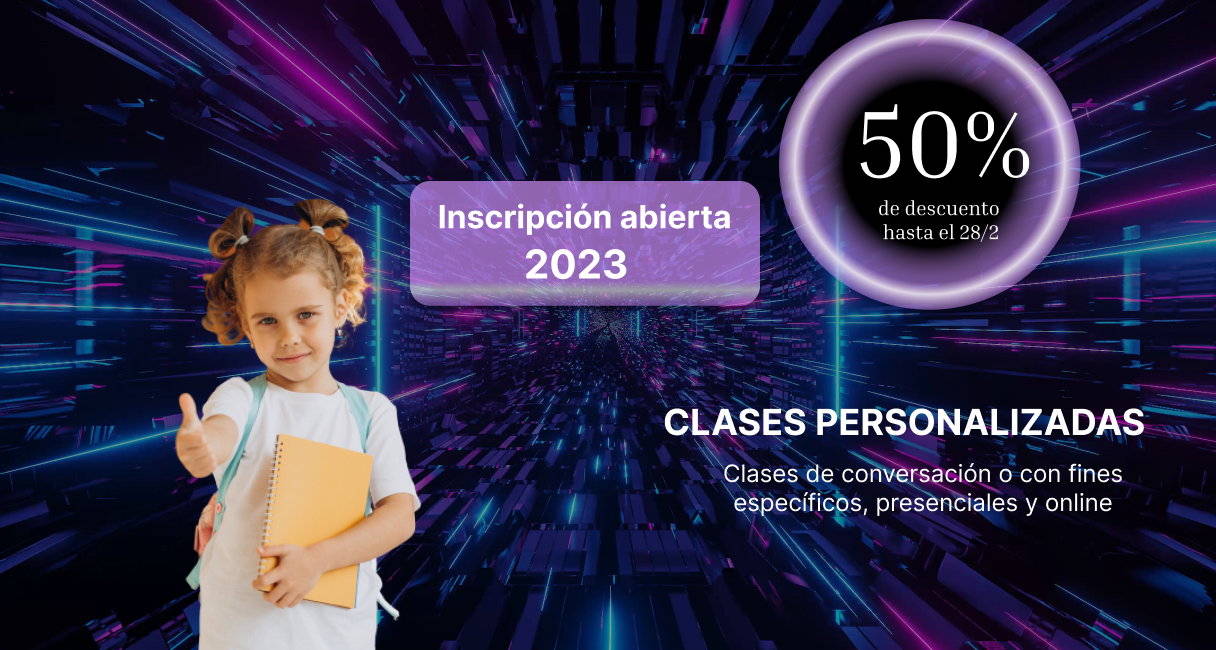 50%
de descuento
hasta el 28/2
Inscripción abierta
2023
CLASES PERSONALIZADAS
Clases de conversación o con fines
específicos, presenciales y online